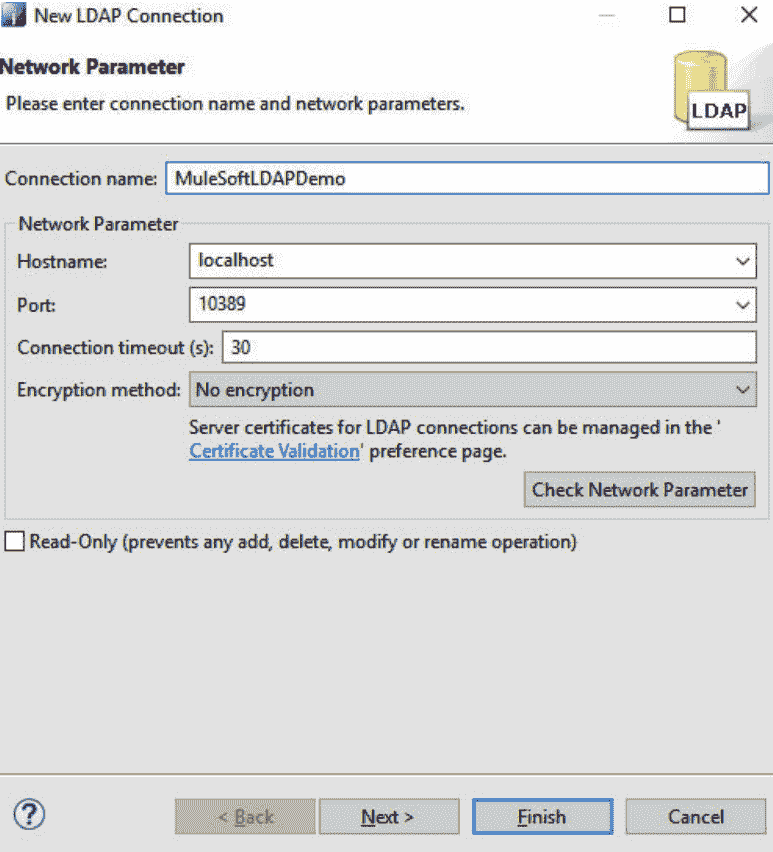 New LDAP Connection
Network Parameter
Please enter connection name and network parameters.
LDAP
Connection name: MuleSoftLDAPDemo
Network Parameter
Hostname: localhost
Port: 10389
Connection timeout (s): 30
Encryption method: No encryption
Server certificates for LDAP connections can be managed in the '
Certificate Validation' preference page.
Check Network Parameter
Read-Only (prevents any add, delete, modify or rename operation)
? < Back Next > Finish Cancel